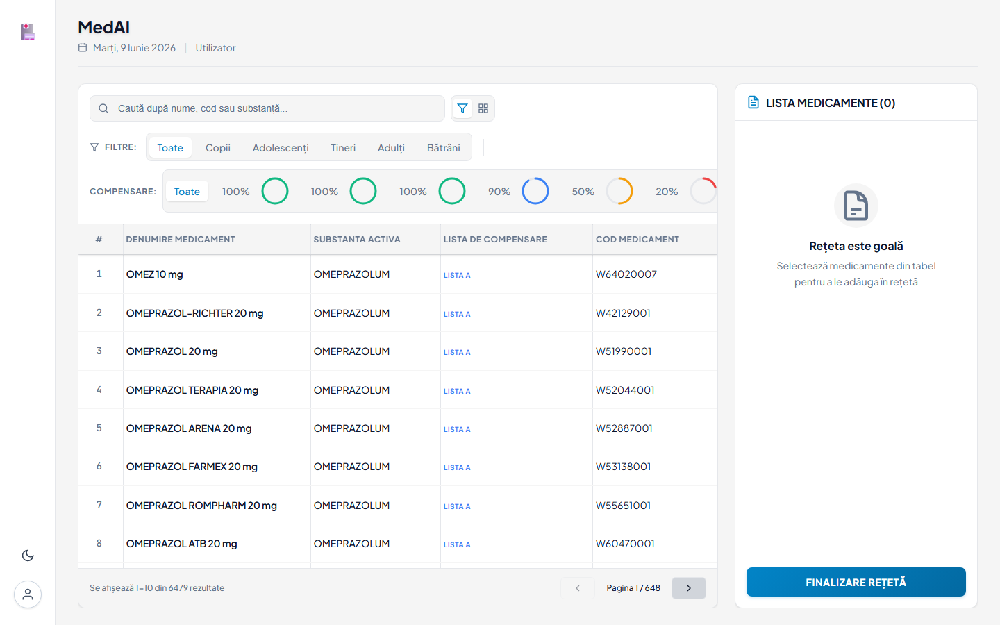 MedAI
Marți, 9 Iunie 2026 | Utilizator
Caută după nume, cod sau substanță...
FILTRE: Toate Copii Adolescenți Tineri Adulți Bătrâni
COMPENSARE: Toate 100% 100% 100% 90% 50% 20%
# DENUMIRE MEDICAMENT SUBSTANTA ACTIVA LISTA DE COMPENSARE COD MEDICAMENT
1 OMEZ 10 mg OMEPRAZOLUM LISTA A W64020007
2 OMEPRAZOL-RICHTER 20 mg OMEPRAZOLUM LISTA A W42129001
3 OMEPRAZOL 20 mg OMEPRAZOLUM LISTA A W51990001
4 OMEPRAZOL TERAPIA 20 mg OMEPRAZOLUM LISTA A W52044001
5 OMEPRAZOL ARENA 20 mg OMEPRAZOLUM LISTA A W52887001
6 OMEPRAZOL FARMEX 20 mg OMEPRAZOLUM LISTA A W53138001
7 OMEPRAZOL ROMPHARM 20 mg OMEPRAZOLUM LISTA A W55651001
8 OMEPRAZOL ATB 20 mg OMEPRAZOLUM LISTA A W60470001
Se afișează 1-10 din 6479 rezultate
Pagina 1 / 648
LISTA MEDICAMENTE (0)
Rețeta este goală
Selectează medicamente din tabel
pentru a le adăuga în rețetă
FINALIZARE REȚETĂ